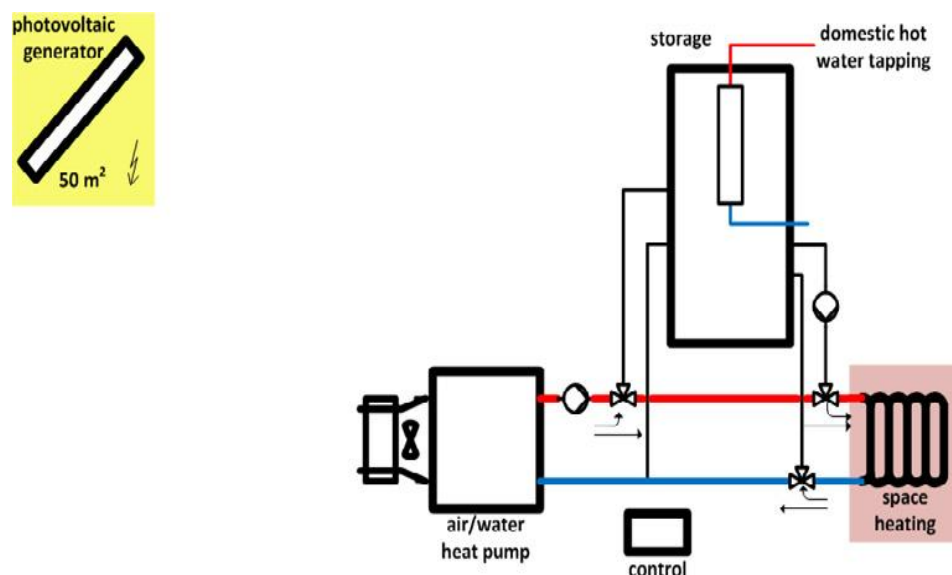 photovoltaic
generator
50 m²
storage
domestic hot
water tapping
air/water
heat pump
control
space
heating